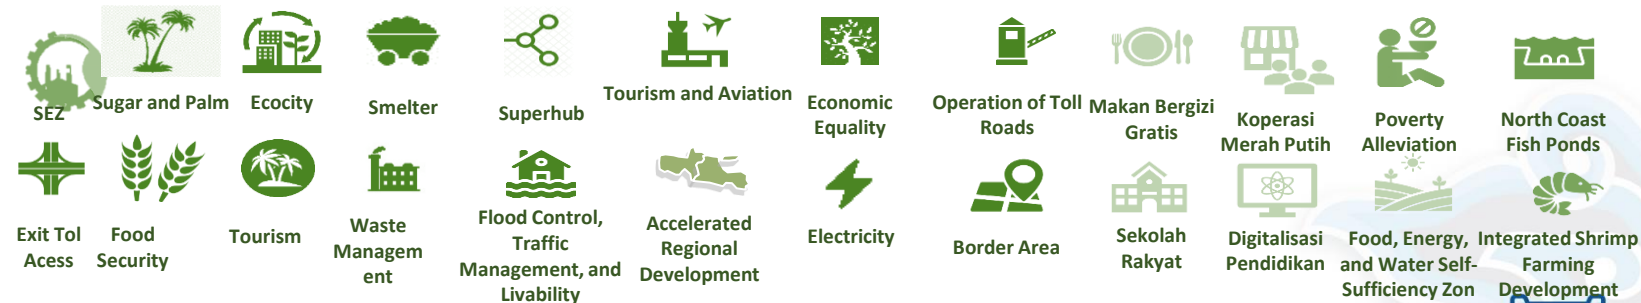 SEZ
Sugar and Palm
Ecocity
Smelter
Superhub
Tourism and Aviation
Economic
Equality
Operation of Toll
Roads
Makan Bergizi
Gratis
Koperasi
Merah Putih
Poverty
Alleviation
North Coast
Fish Ponds
Exit Tol
Acess
Food
Security
Tourism
Waste
Managem
ent
Flood Control,
Traffic
Management, and
Livability
Accelerated
Regional
Development
Electricity
Border Area
Sekolah
Rakyat
Digitalisasi
Pendidikan
Food, Energy,
and Water Self-
Sufficiency Zon
Integrated Shrimp
Farming
Development